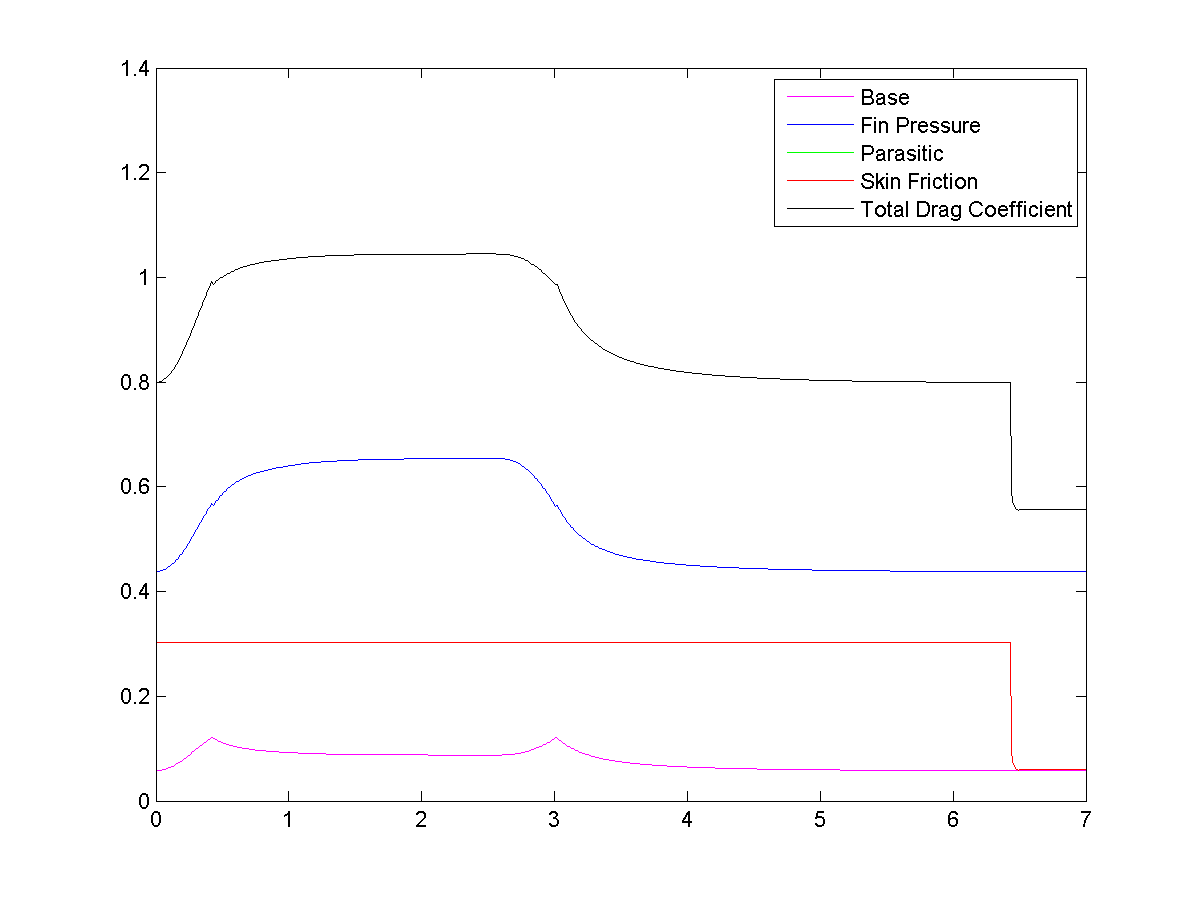 1.4
1.2
1
0.8
0.6
0.4
0.2
0
Base
Fin Pressure
Parasitic
Skin Friction
Total Drag Coefficient
0 1 2 3 4 5 6 7